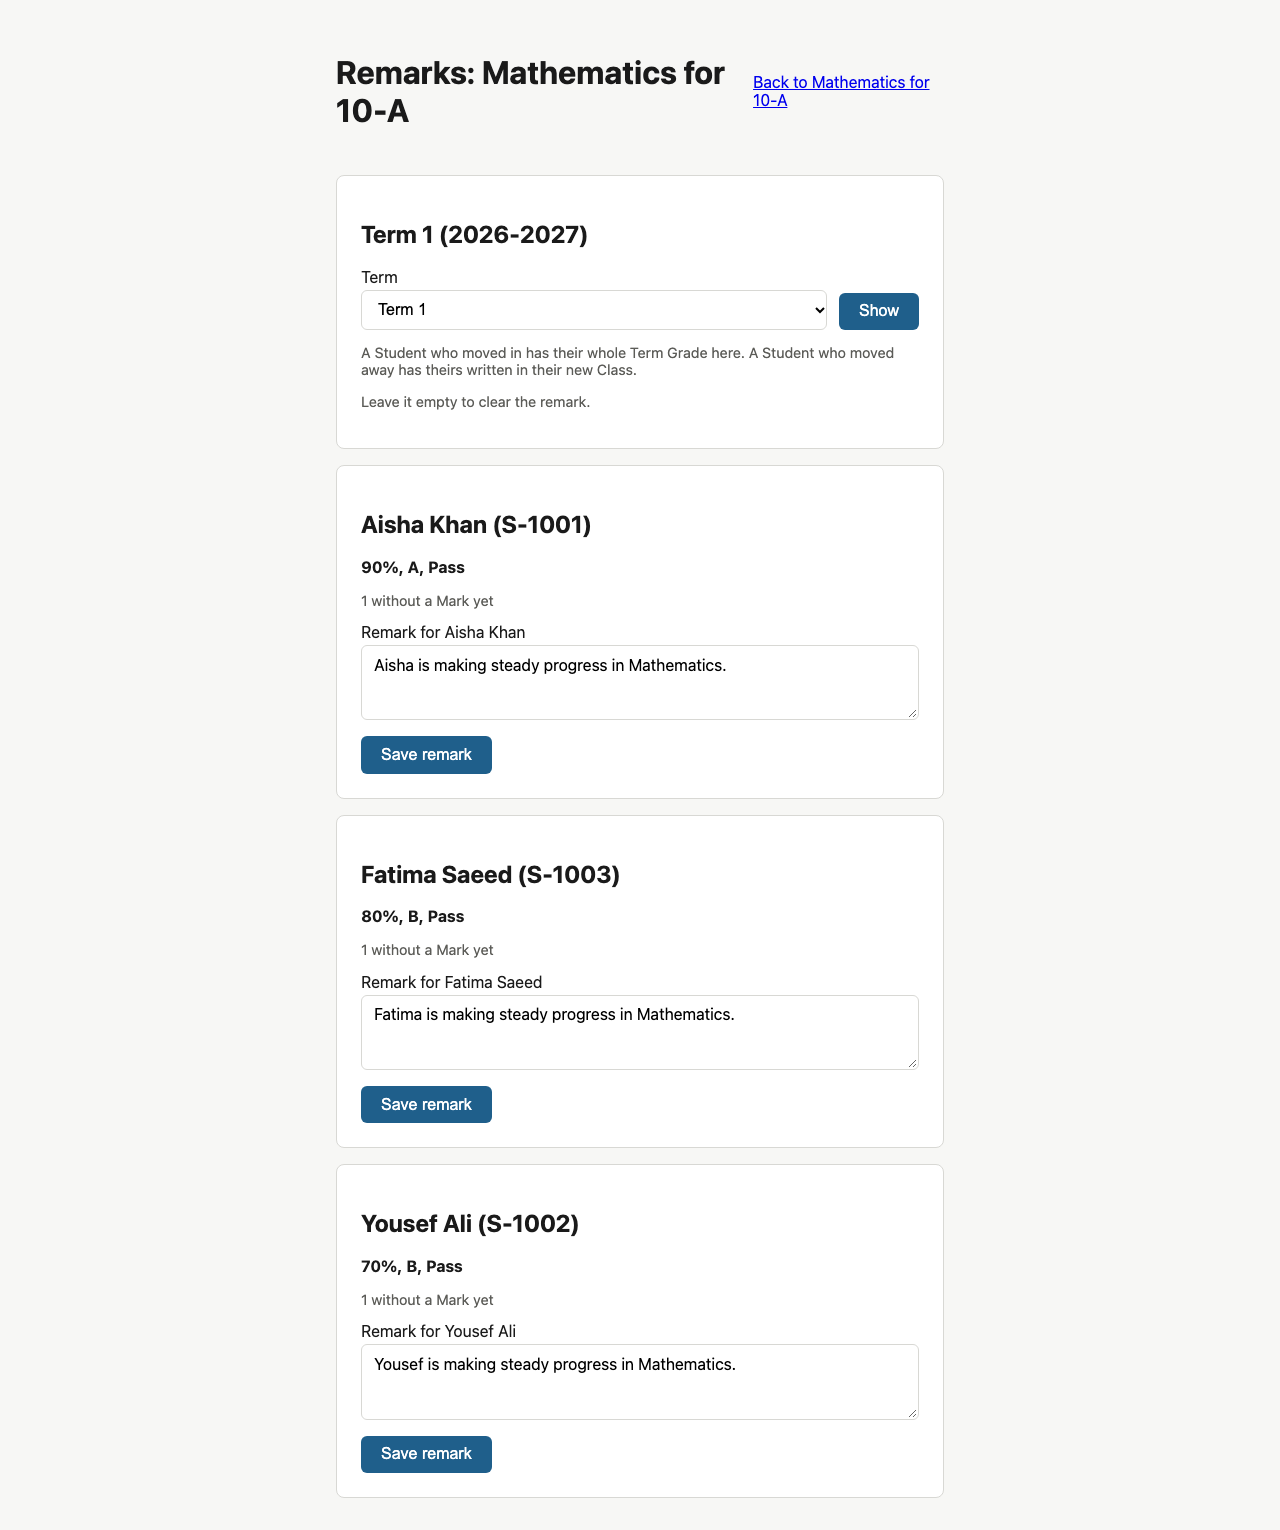 Remarks: Mathematics for
10-A
Back to Mathematics for
10-A
Term 1 (2026-2027)
Term
Term 1
Show
A Student who moved in has their whole Term Grade here. A Student who moved
away has theirs written in their new Class.
Leave it empty to clear the remark.
Aisha Khan (S-1001)
90%, A, Pass
1 without a Mark yet
Remark for Aisha Khan
Aisha is making steady progress in Mathematics.
Save remark
Fatima Saeed (S-1003)
80%, B, Pass
1 without a Mark yet
Remark for Fatima Saeed
Fatima is making steady progress in Mathematics.
Save remark
Yousef Ali (S-1002)
70%, B, Pass
1 without a Mark yet
Remark for Yousef Ali
Yousef is making steady progress in Mathematics.
Save remark